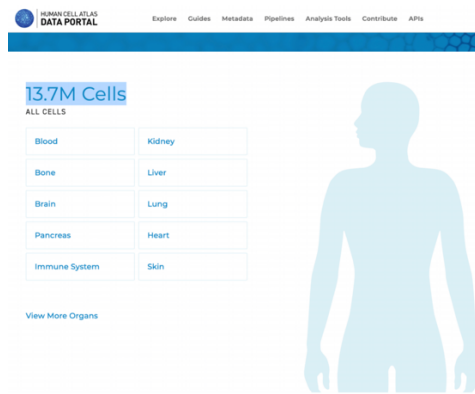 HUMAN CELL ATLAS
DATA PORTAL
Explore Guides Metadata Pipelines Analysis Tools Contribute APIs
13.7M Cells
ALL CELLS
Blood Kidney
Bone Liver
Brain Lung
Pancreas Heart
Immune System Skin
View More Organs